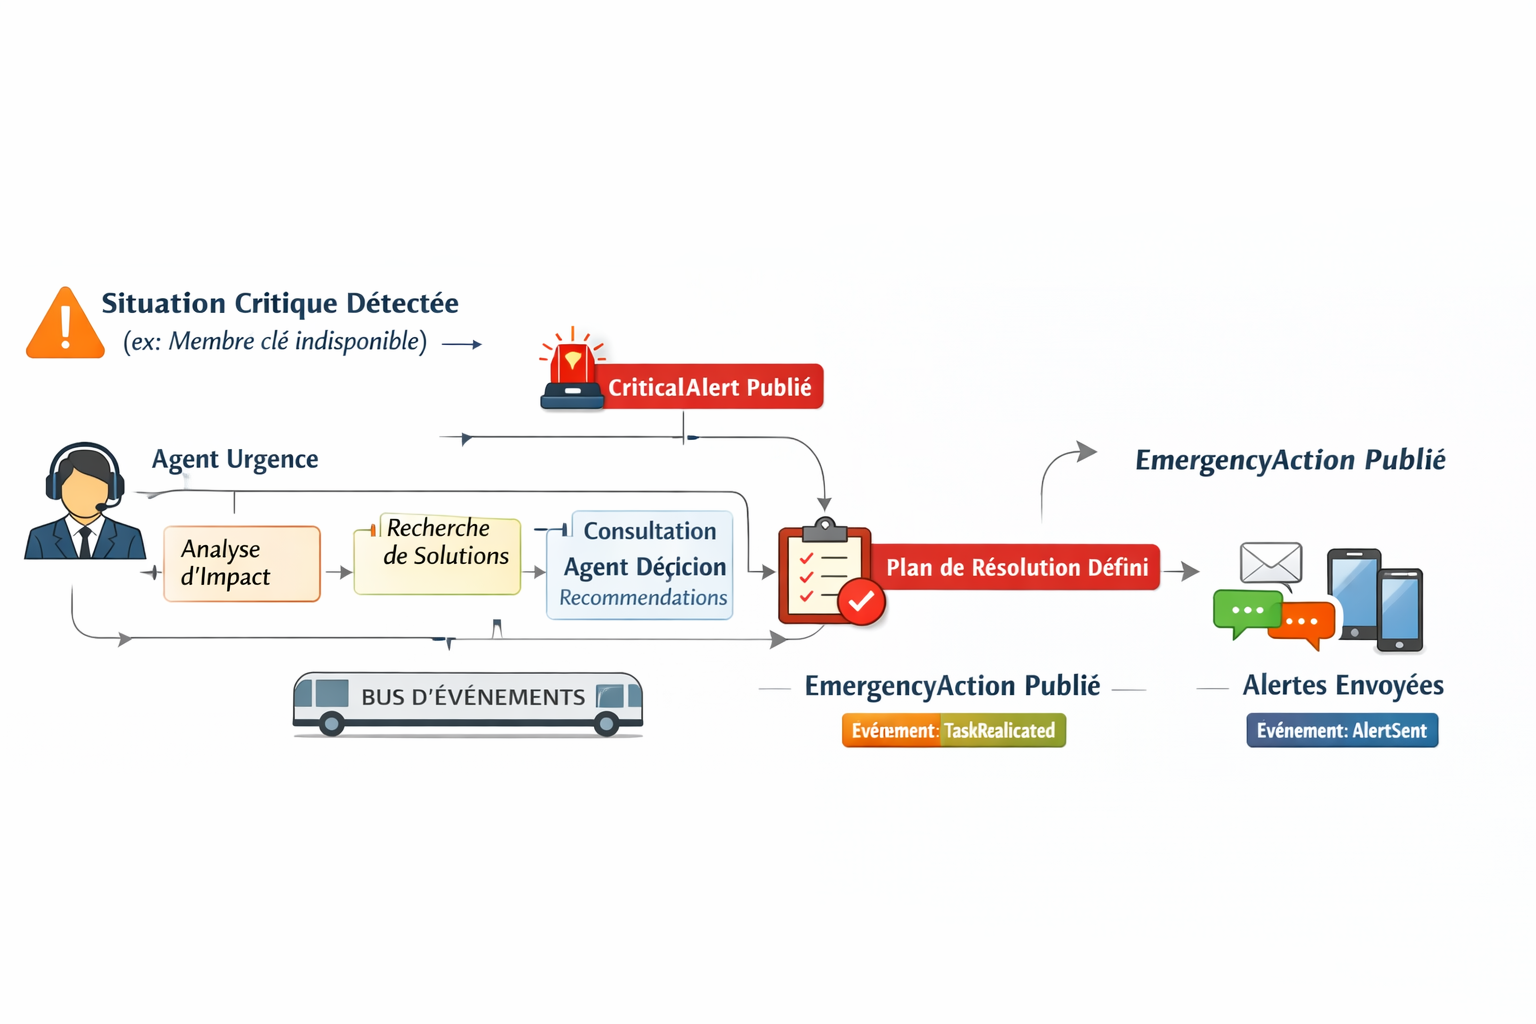 Situation Critique Détectée
(ex: Membre clé indisponible)
CriticalAlert Publié
Agent Urgence
EmergencyAction Publié
Analyse
d'Impact
Recherche
de Solutions
Consultation
Agent Déçicion
Recommendations
Plan de Résolution Défini
BUS D'ÉVÉNEMENTS
EmergencyAction Publié
Evénement: TaskRealicated
Alertes Envoyées
Evénement: AlertSent